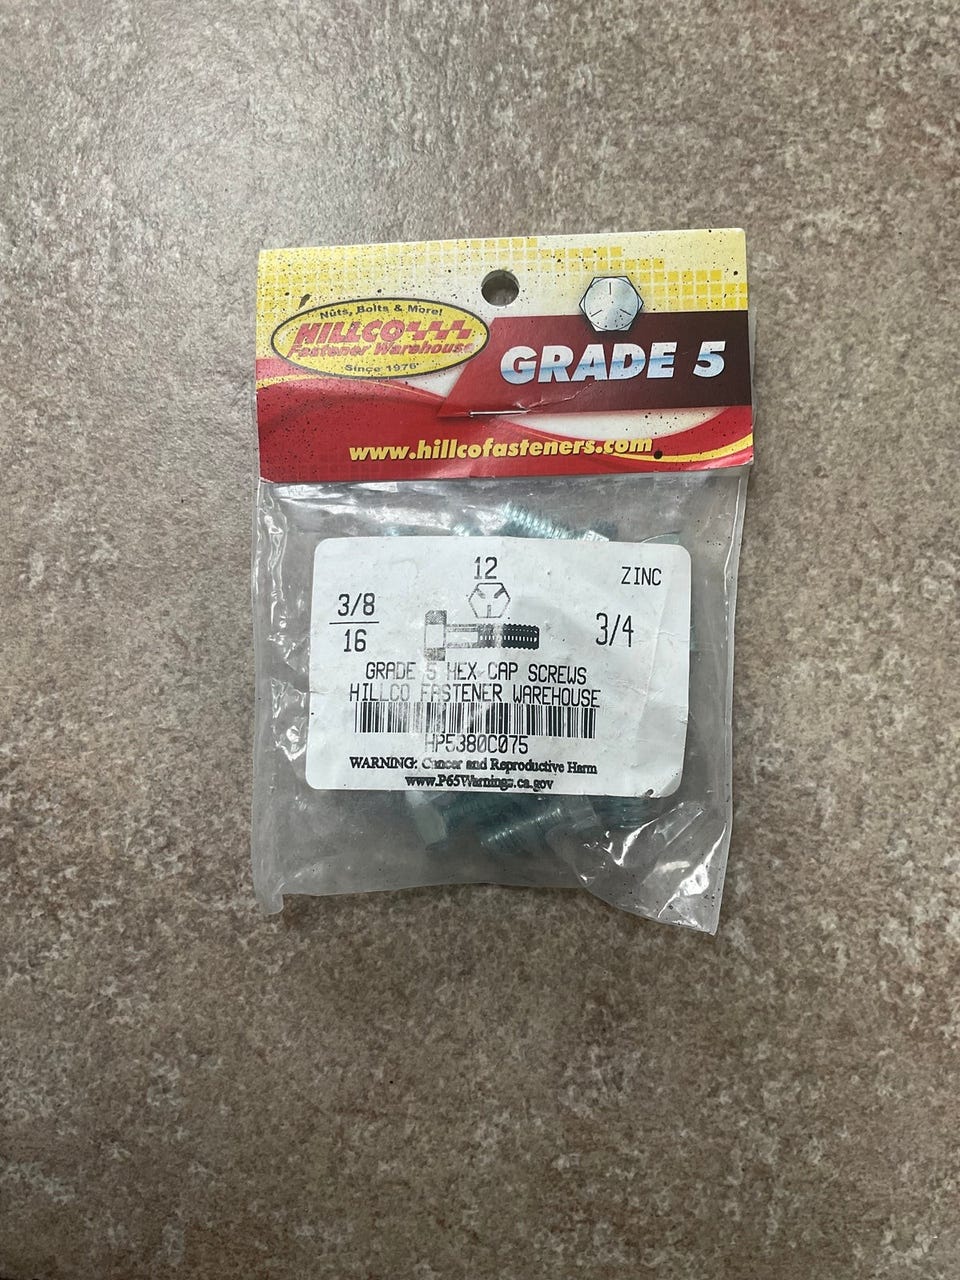 Nuts, Bolts & More!
HILLCO
Fastener Warehouse
Since 1976
GRADE 5
www.hillcofasteners.com
12
ZINC
3/8
16
3/4
GRADE 5 HEX CAP SCREWS
HILLCO FASTENER WAREHOUSE
HP5380C075
WARNING: Cancer and Reproductive Harm
www.P65Warnings.ca.gov